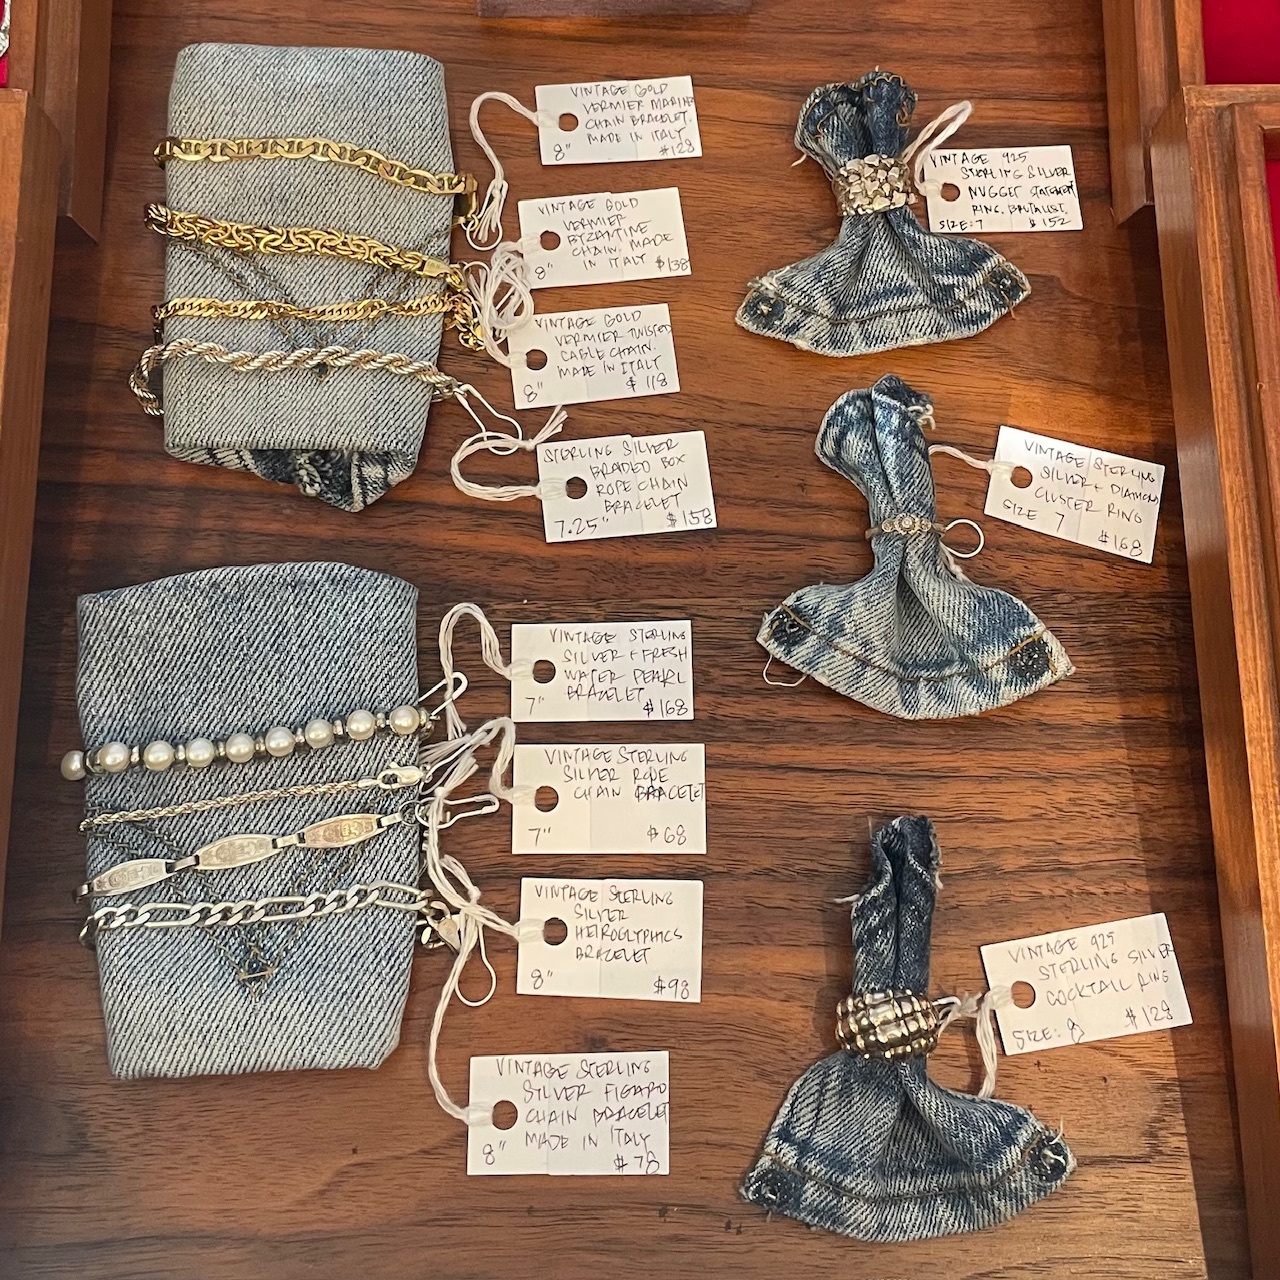 VINTAGE GOLD
VERMIER MARINE
CHAIN BRACELET.
MADE IN ITALY
8" $128
VINTAGE GOLD
VERMIER
BYZANTINE
CHAIN. MADE
IN ITALY
8" $138
VINTAGE GOLD
VERMIER TWISTED
CABLE CHAIN.
MADE IN ITALY
8" $118
STERLING SILVER
BRADED BOX
ROPE CHAIN
BRACELET
7.25" $158
VINTAGE STERLING
SILVER + FRESH
WATER PEARL
BRACELET
7" $168
VINTAGE STERLING
SILVER ROPE
CHAIN BRACELET
7" $68
VINTAGE STERLING
SILVER
HEIROGLYPHICS
BRACELET
8" $98
VINTAGE STERLING
SILVER FIGARO
CHAIN BRACELET
MADE IN ITALY
8" $78
VINTAGE 925
STERLING SILVER
NUGGET STATEMENT
RING. BRUTALIST.
SIZE: 7 $152
VINTAGE STERLING
SILVER + DIAMOND
CLUSTER RING
SIZE 7 $168
VINTAGE 925
STERLING SILVER
COCKTAIL RING
SIZE: 8 $128